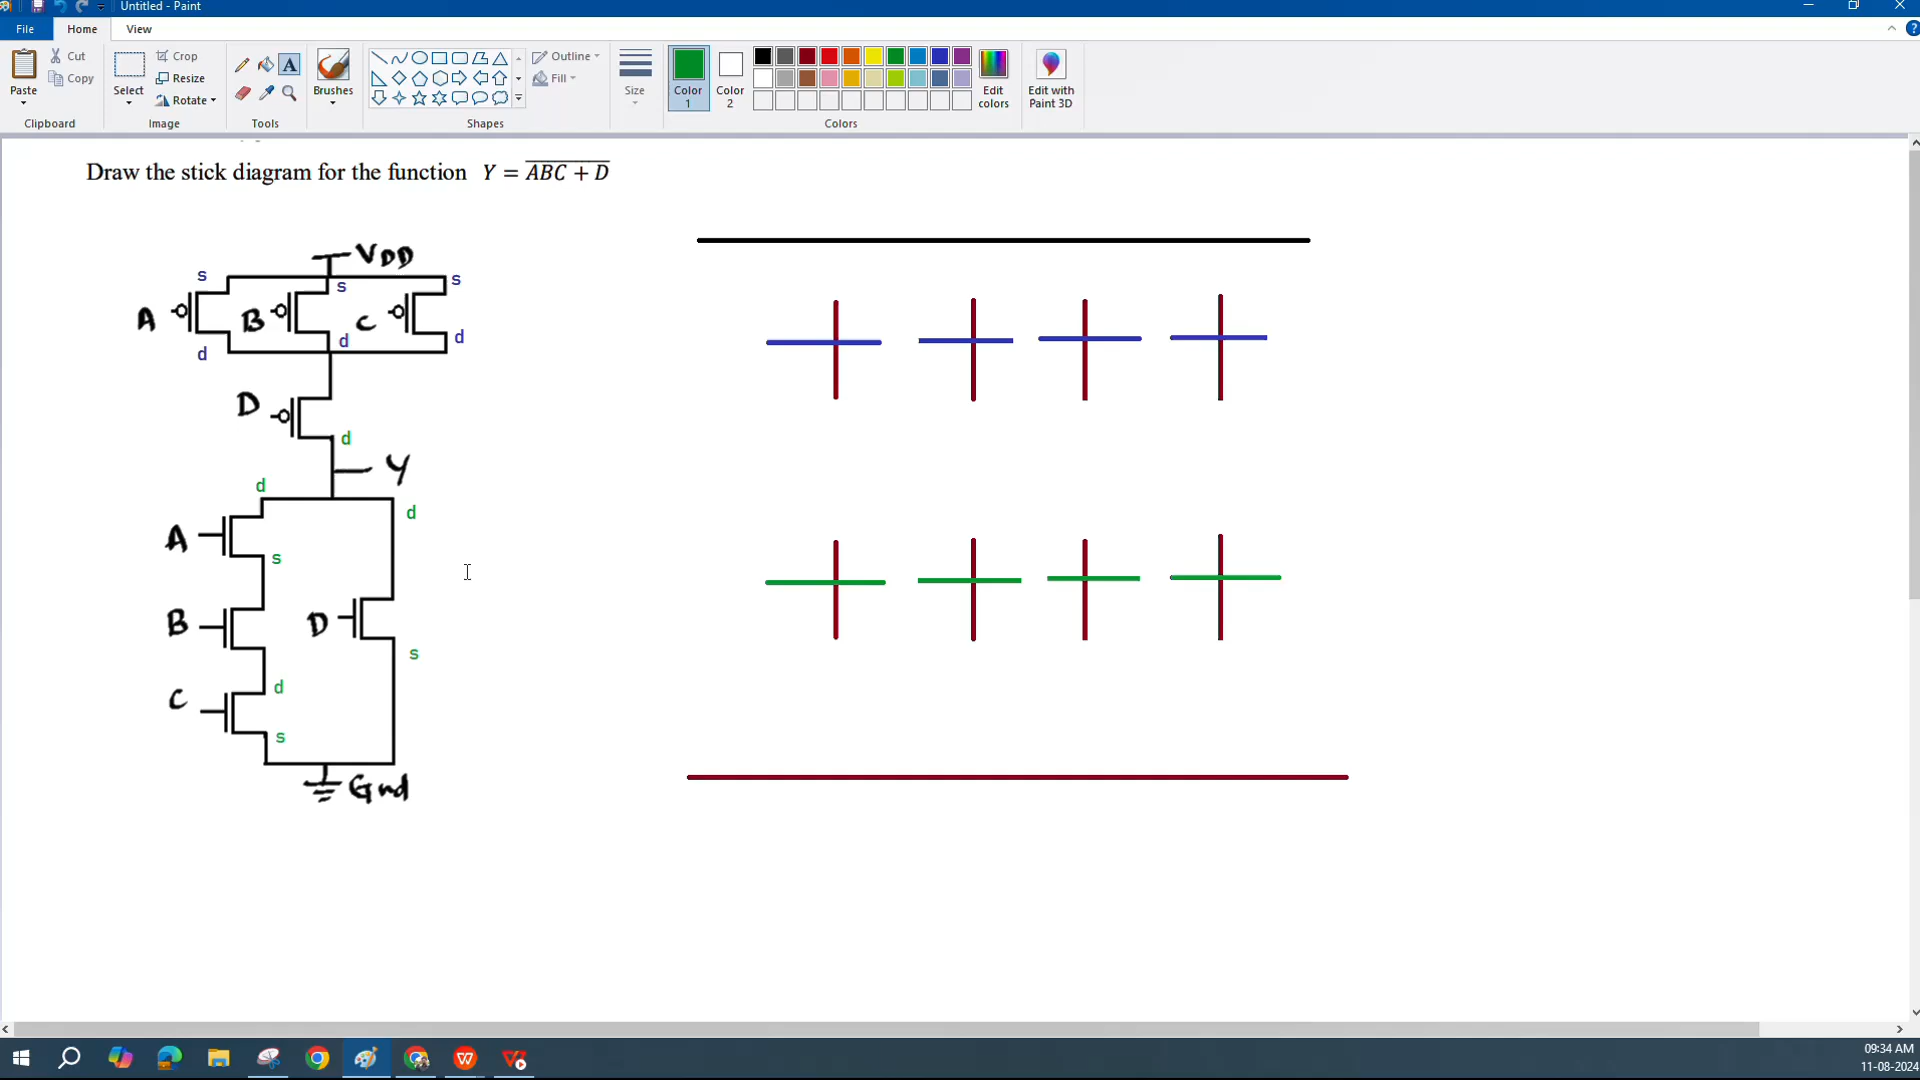 Untitled - Paint
File
Home
View
Paste
Cut
Copy
Clipboard
Select
Crop
Resize
Rotate
Image
A
Tools
Brushes
Shapes
Outline
Fill
Size
Color 1
Color 2
Colors
Edit colors
Edit with Paint 3D
Draw the stick diagram for the function Y = \overline{ABC + D}
VDD
s
s
s
A
B
C
d
d
d
D
d
Y
d
d
A
s
B
D
s
C
d
s
Gnd
09:34 AM
11-08-2024